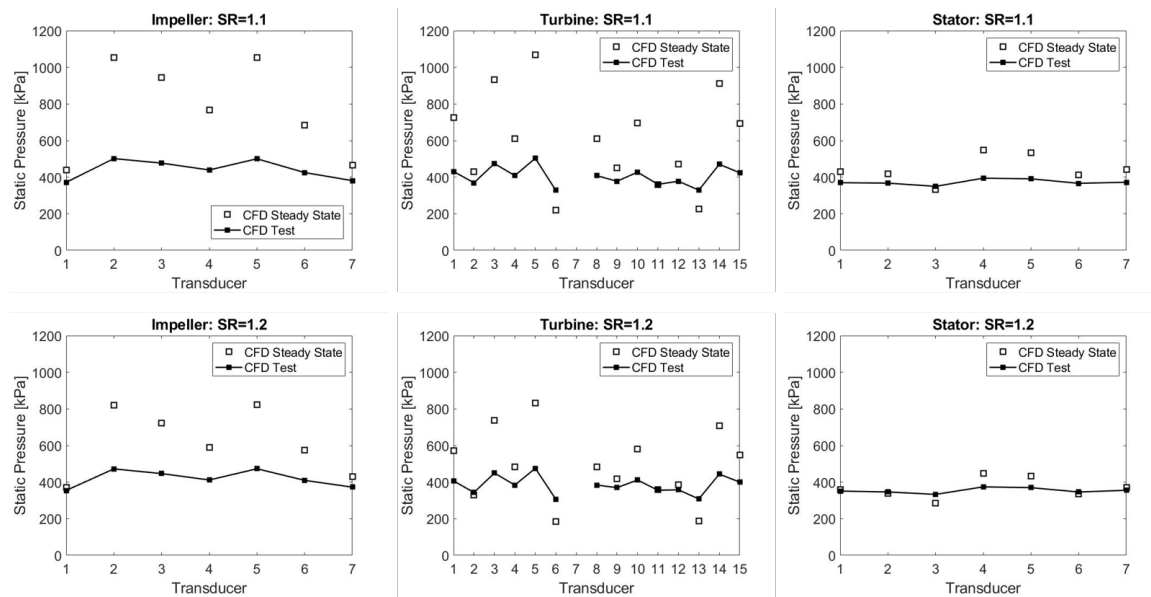 Impeller: SR=1.1
1200
1000
800
600
400
200
0
Static Pressure [kPa]
CFD Steady State
CFD Test
1 2 3 4 5 6 7
Transducer
Turbine: SR=1.1
1200
1000
800
600
400
200
0
Static Pressure [kPa]
CFD Steady State
CFD Test
1 2 3 4 5 6 7 8 9 10 11 12 13 14 15
Transducer
Stator: SR=1.1
1200
1000
800
600
400
200
0
Static Pressure [kPa]
CFD Steady State
CFD Test
1 2 3 4 5 6 7
Transducer
Impeller: SR=1.2
1200
1000
800
600
400
200
0
Static Pressure [kPa]
CFD Steady State
CFD Test
1 2 3 4 5 6 7
Transducer
Turbine: SR=1.2
1200
1000
800
600
400
200
0
Static Pressure [kPa]
CFD Steady State
CFD Test
1 2 3 4 5 6 7 8 9 10 11 12 13 14 15
Transducer
Stator: SR=1.2
1200
1000
800
600
400
200
0
Static Pressure [kPa]
CFD Steady State
CFD Test
1 2 3 4 5 6 7
Transducer